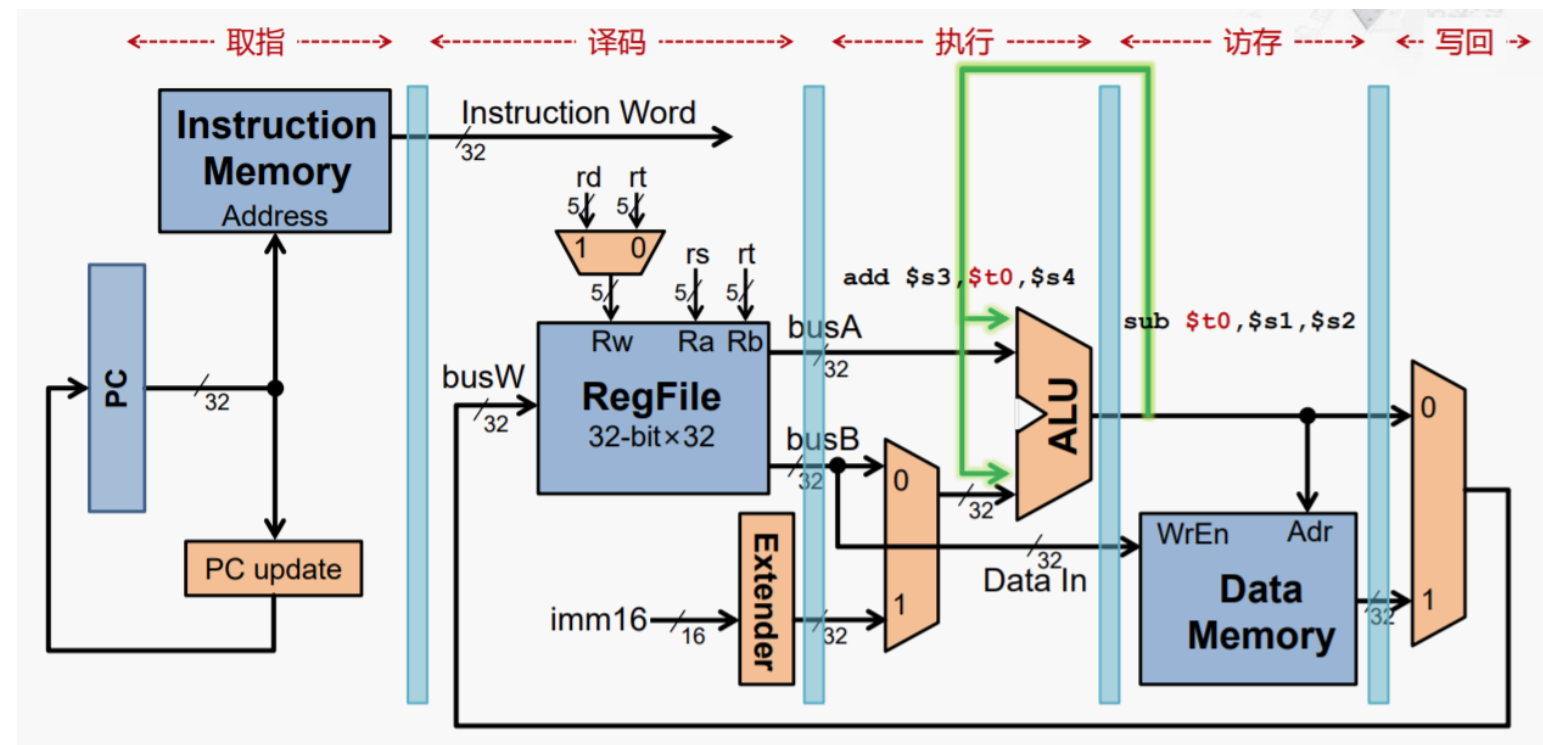 取指
译码
执行
访存
写回
Instruction
Memory
Address
Instruction Word
32
rd
rt
5
5
1
0
rs
rt
5
5
5
add $s3,$t0,$s4
sub $t0,$s1,$s2
PC
32
busW
32
Rw
Ra
Rb
RegFile
32-bit×32
busA
32
busB
32
0
1
32
ALU
0
1
PC update
imm16
16
Extender
32
32
Data In
WrEn
Adr
Data
Memory
32